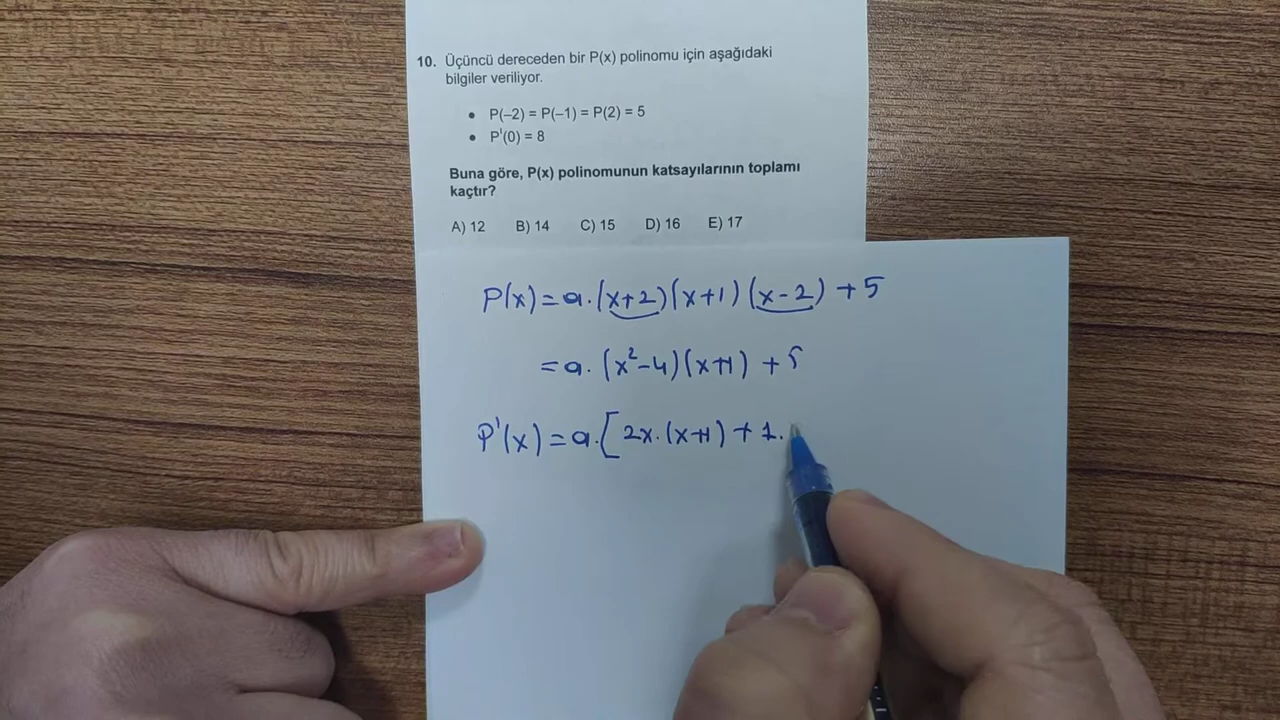 10. Üçüncü dereceden bir P(x) polinomu için aşağıdaki
bilgiler veriliyor.
• P(–2) = P(–1) = P(2) = 5
• P'(0) = 8
Buna göre, P(x) polinomunun katsayılarının toplamı
kaçtır?
A) 12 B) 14 C) 15 D) 16 E) 17
P(x)=a.(x+2)(x+1)(x-2)+5
=a.(x²-4)(x+1)+5
P'(x)=a.[2x.(x+1)+1.